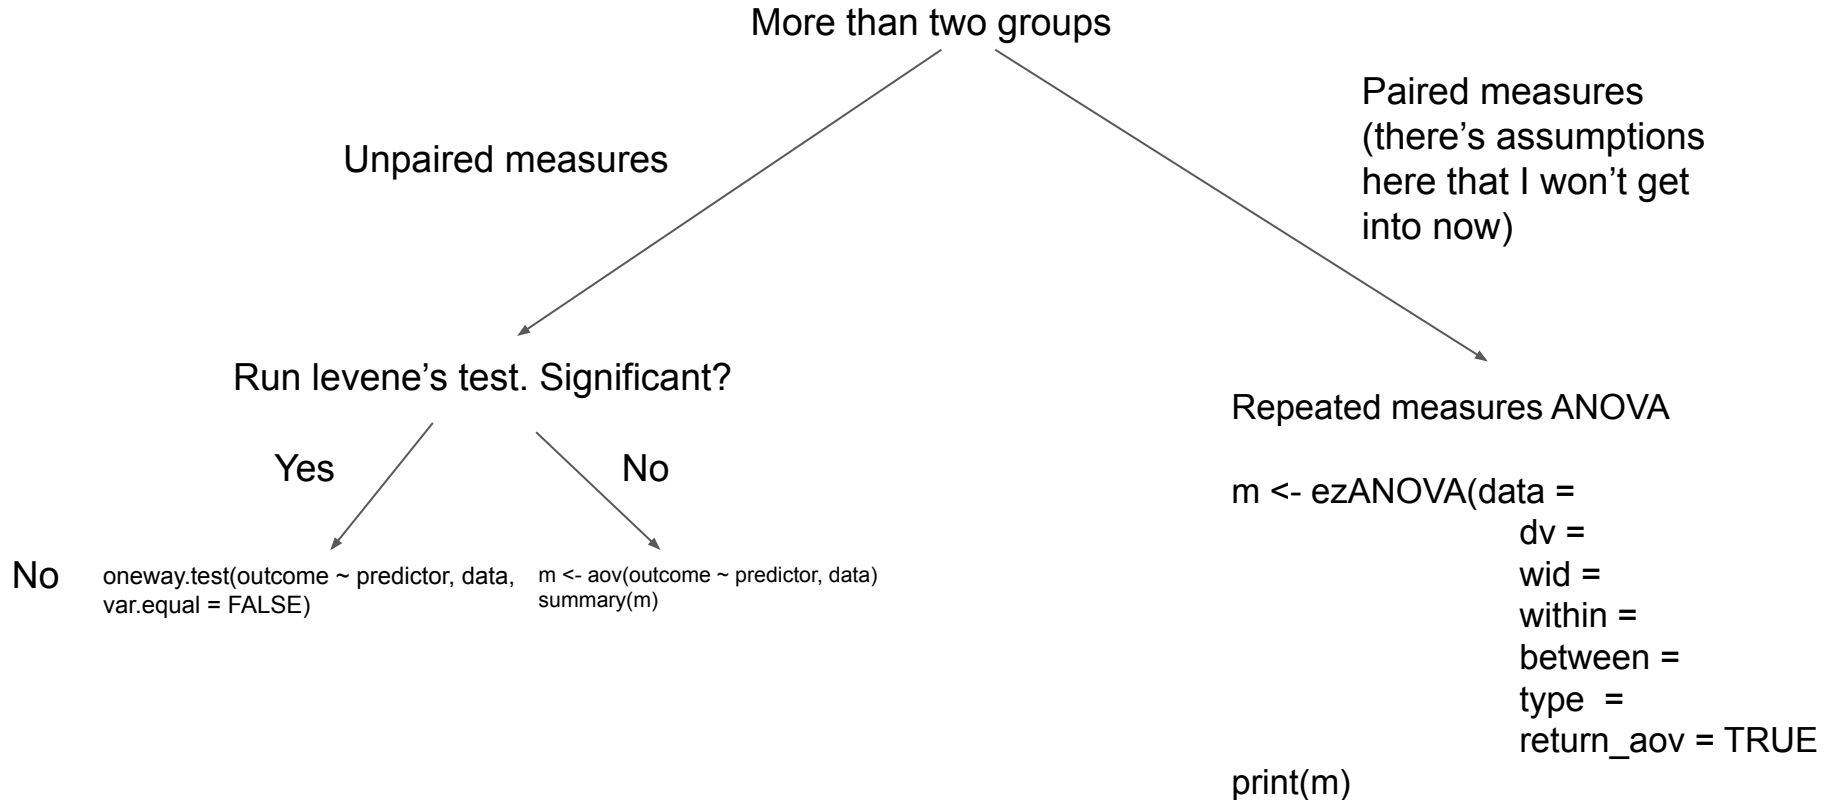 More than two groups
Unpaired measures
Paired measures
(there’s assumptions
here that I won’t get
into now)
Run levene’s test. Significant?
Yes
No
No
oneway.test(outcome ~ predictor, data,
var.equal = FALSE)
m <- aov(outcome ~ predictor, data)
summary(m)
Repeated measures ANOVA
m <- ezANOVA(data =
dv =
wid =
within =
between =
type  =
return_aov = TRUE
print(m)